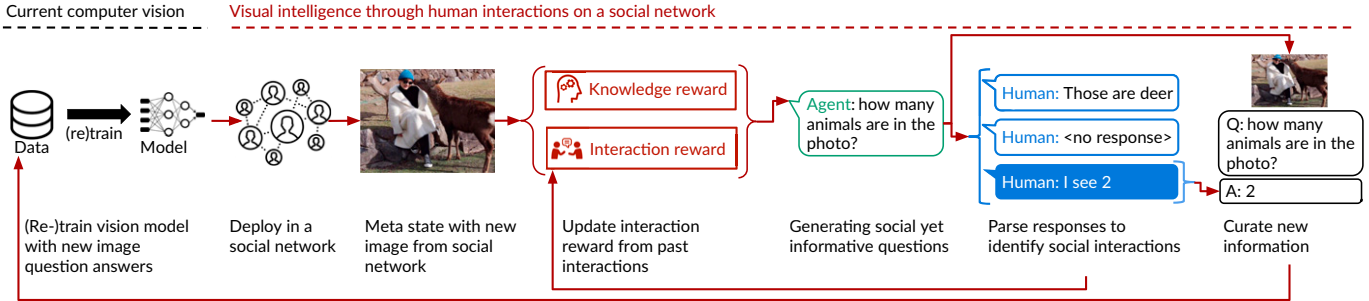 Current computer vision
Visual intelligence through human interactions on a social network
Data
(re)train
Model
Knowledge reward
Interaction reward
Agent: how many
animals are in the
photo?
Human: Those are deer
Human: <no response>
Human: I see 2
Q: how many
animals are in the
photo?
A: 2
(Re-)train vision model
with new image
question answers
Deploy in a
social network
Meta state with new
image from social
network
Update interaction
reward from past
interactions
Generating social yet
informative questions
Parse responses to
identify social interactions
Curate new
information